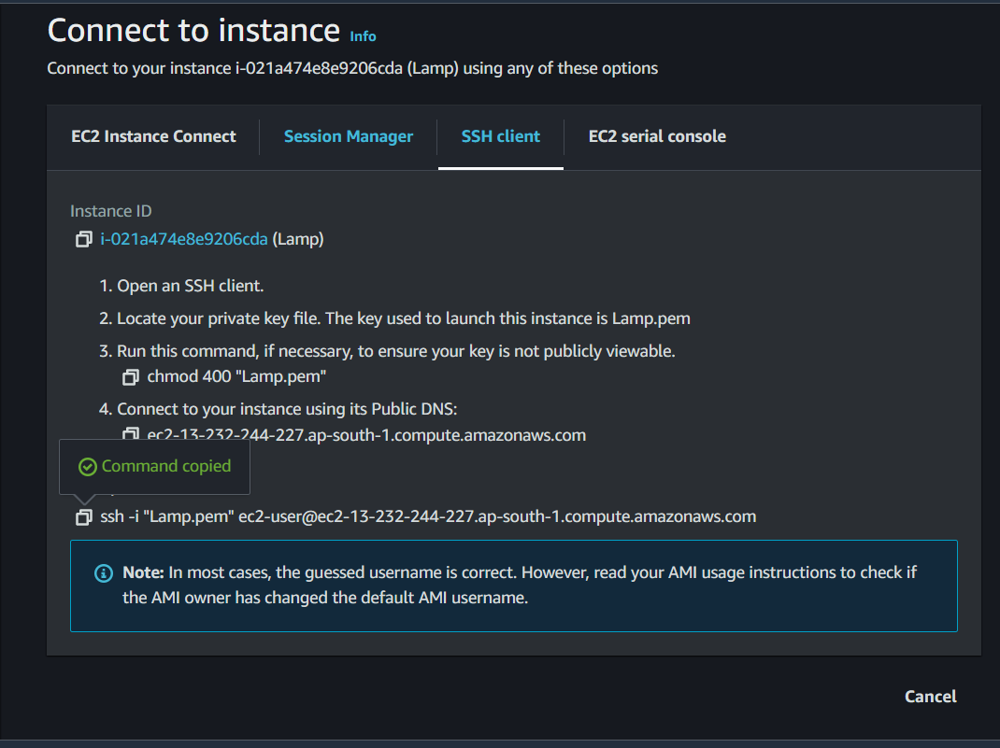 Connect to instance Info
Connect to your instance i-021a474e8e9206cda (Lamp) using any of these options
EC2 Instance Connect
Session Manager
SSH client
EC2 serial console
Instance ID
i-021a474e8e9206cda (Lamp)
1. Open an SSH client.
2. Locate your private key file. The key used to launch this instance is Lamp.pem
3. Run this command, if necessary, to ensure your key is not publicly viewable.
chmod 400 "Lamp.pem"
4. Connect to your instance using its Public DNS:
ec2-13-232-244-227.ap-south-1.compute.amazonaws.com
Command copied
ssh -i "Lamp.pem" ec2-user@ec2-13-232-244-227.ap-south-1.compute.amazonaws.com
Note: In most cases, the guessed username is correct. However, read your AMI usage instructions to check if
the AMI owner has changed the default AMI username.
Cancel